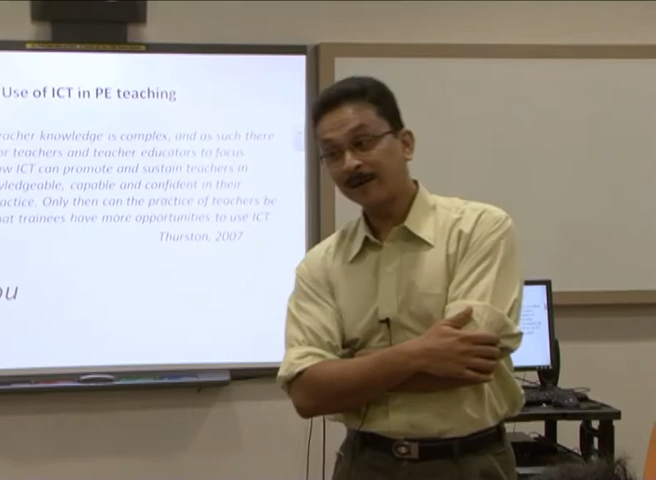 Use of ICT in PE teaching
eacher knowledge is complex, and as such there
or teachers and teacher educators to focus
ow ICT can promote and sustain teachers in
wledgeable, capable and confident in their
actice. Only then can the practice of teachers be
at trainees have more opportunities to use ICT
Thurston, 2007
ou